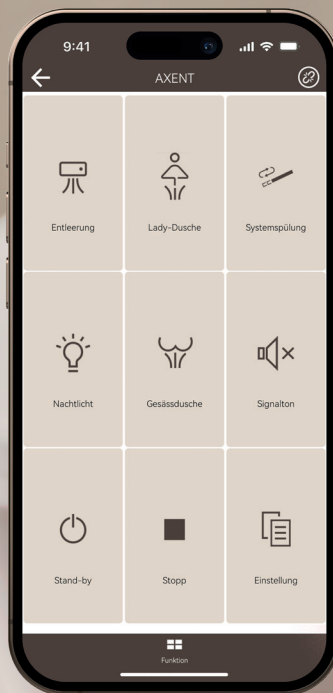 9:41
AXENT
Entleerung
Lady-Dusche
Systemspülung
Nachtlicht
Gesässdusche
Signalton
Stand-by
Stopp
Einstellung
Funktion